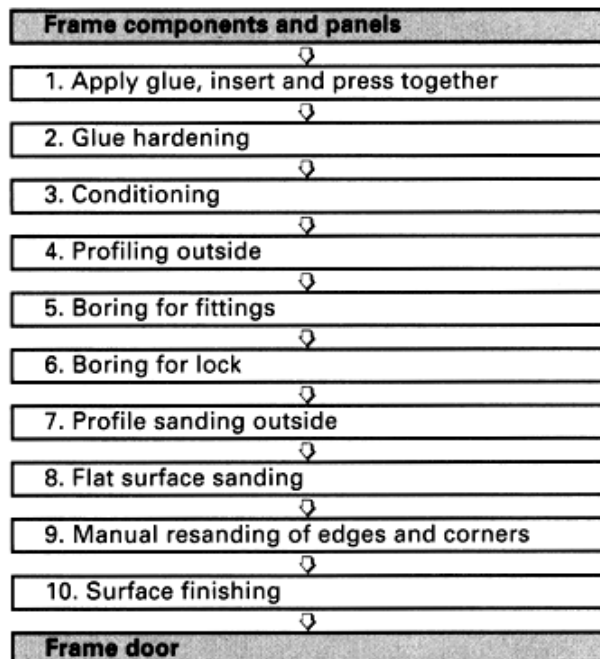 Frame components and panels
1. Apply glue, insert and press together
2. Glue hardening
3. Conditioning
4. Profiling outside
5. Boring for fittings
6. Boring for lock
7. Profile sanding outside
8. Flat surface sanding
9. Manual resanding of edges and corners
10. Surface finishing
Frame door